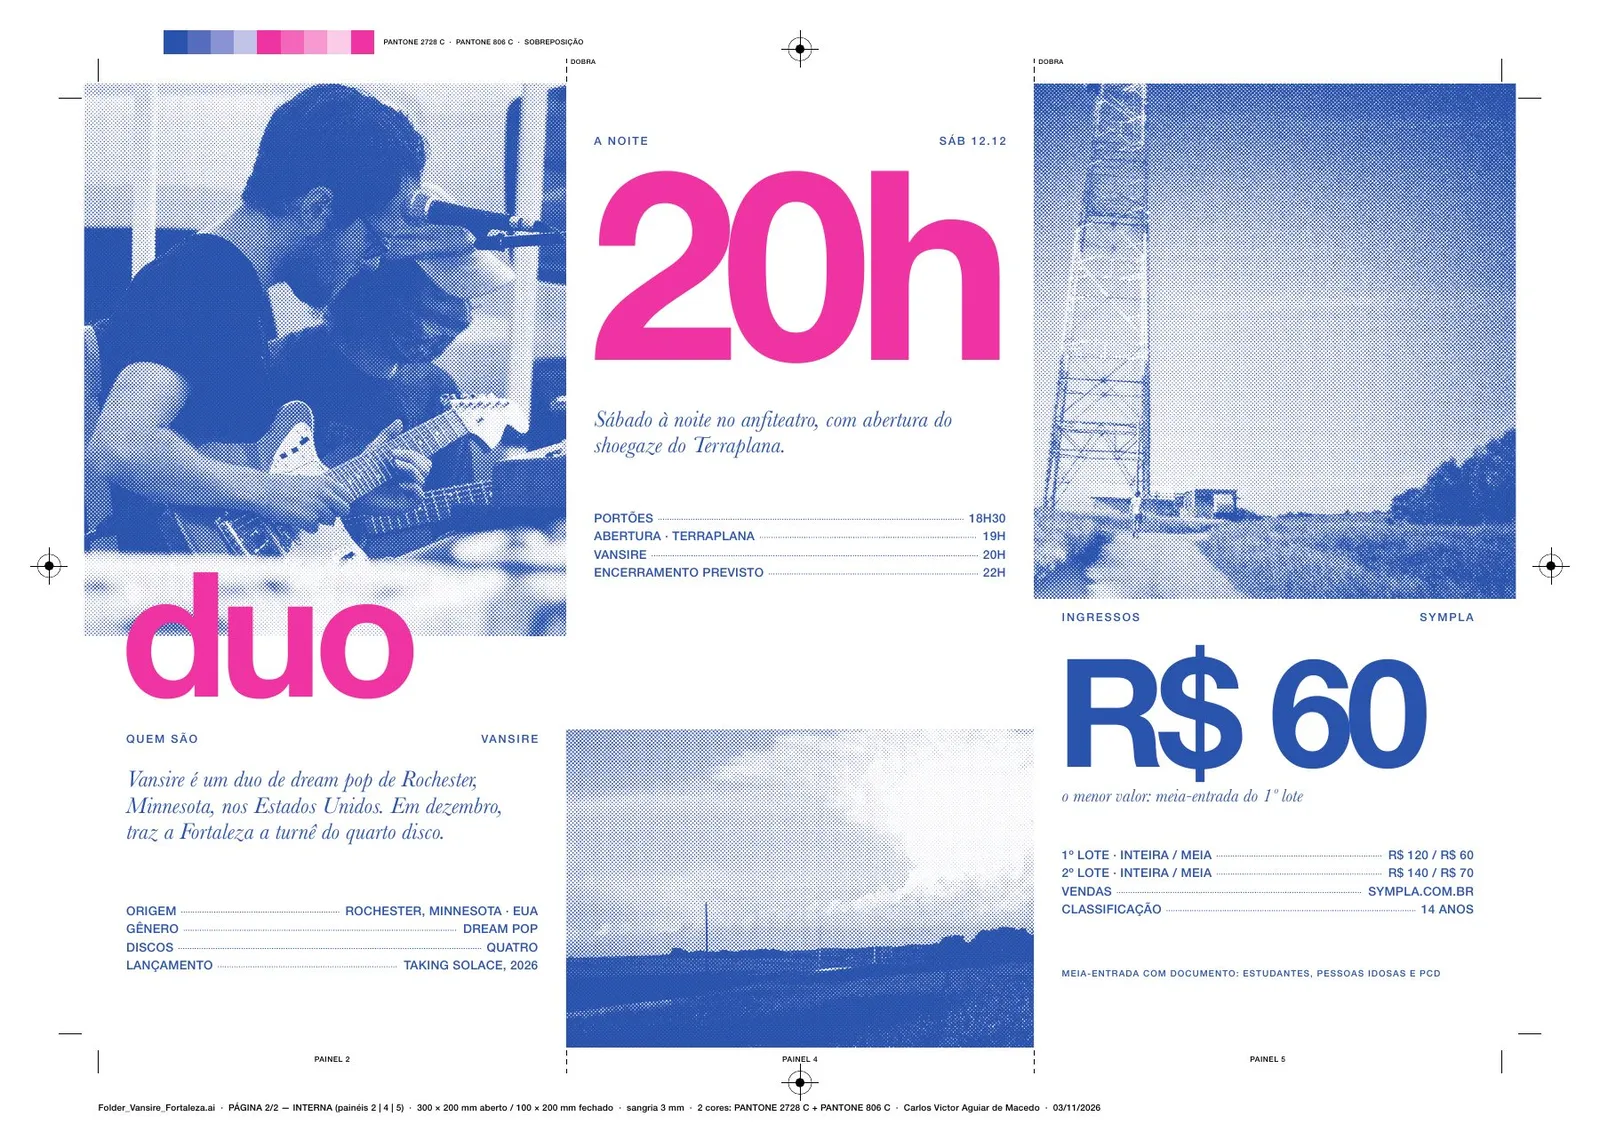 PANTONE 2728 C · PANTONE 806 C · SOBREPOSIÇÃO
DOBRA
DOBRA
duo
QUEM SÃO VANSIRE
Vansire é um duo de dream pop de Rochester,
Minnesota, nos Estados Unidos. Em dezembro,
traz a Fortaleza a turnê do quarto disco.
ORIGEM ROCHESTER, MINNESOTA · EUA
GÊNERO DREAM POP
DISCOS QUATRO
LANÇAMENTO TAKING SOLACE, 2026
PAINEL 2
A NOITE SÁB 12.12
20h
Sábado à noite no anfiteatro, com abertura do
shoegaze do Terraplana.
PORTÕES 18H30
ABERTURA · TERRAPLANA 19H
VANSIRE 20H
ENCERRAMENTO PREVISTO 22H
PAINEL 4
INGRESSOS SYMPLA
R$ 60
o menor valor: meia-entrada do 1º lote
1º LOTE · INTEIRA / MEIA R$ 120 / R$ 60
2º LOTE · INTEIRA / MEIA R$ 140 / R$ 70
VENDAS SYMPLA.COM.BR
CLASSIFICAÇÃO 14 ANOS
MEIA-ENTRADA COM DOCUMENTO: ESTUDANTES, PESSOAS IDOSAS E PCD
PAINEL 5
Folder_Vansire_Fortaleza.ai · PÁGINA 2/2 — INTERNA (painéis 2 | 4 | 5) · 300 × 200 mm aberto / 100 × 200 mm fechado · sangria 3 mm · 2 cores: PANTONE 2728 C + PANTONE 806 C · Carlos Victor Aguiar de Macedo · 03/11/2026